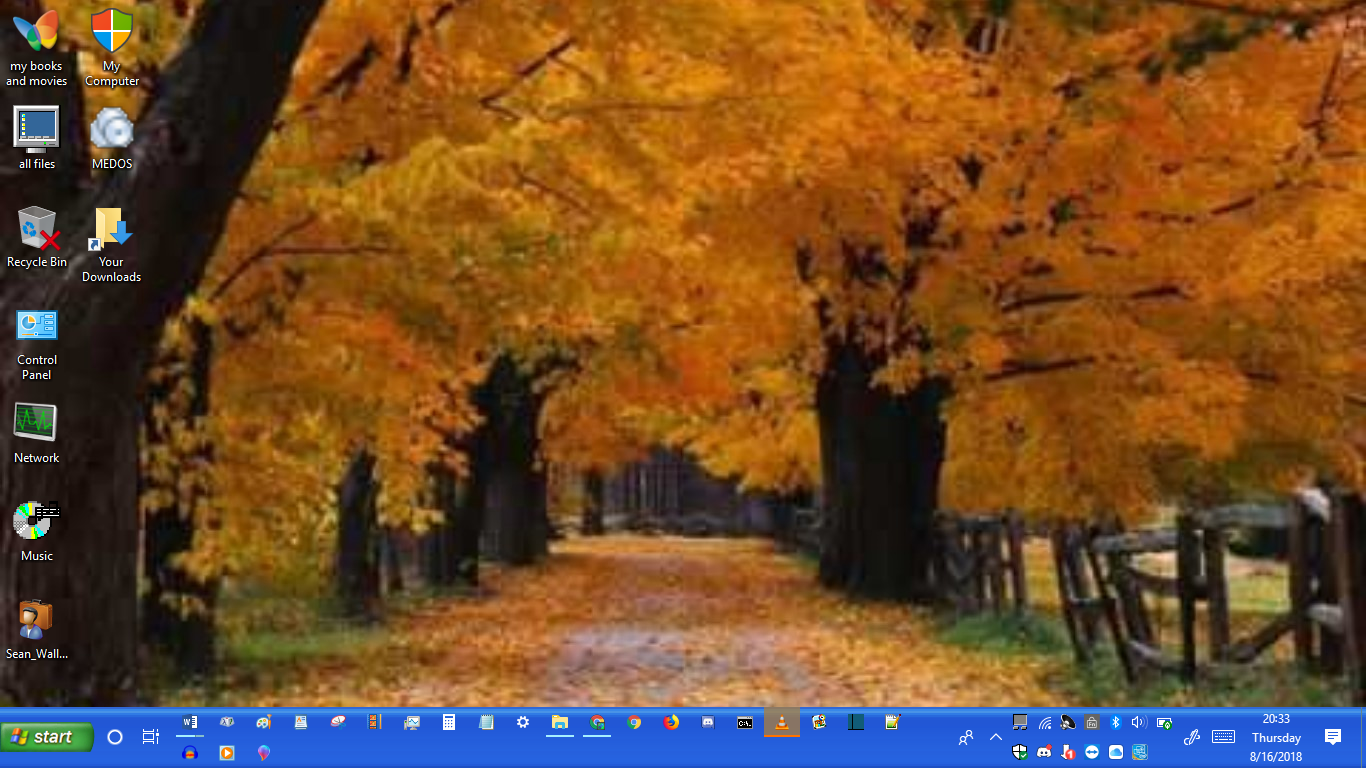 my books
and movies
My
Computer
all files
MEDOS
Recycle Bin
Your
Downloads
Control
Panel
Network
Music
Sean_Wall...
start
20:33
Thursday
8/16/2018